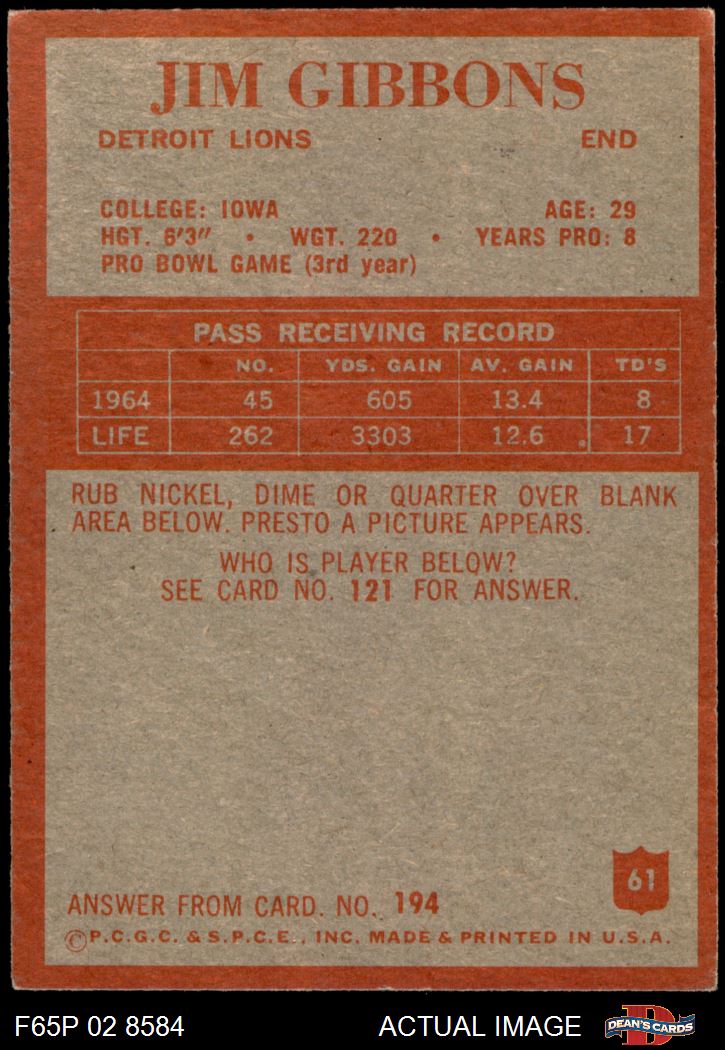 JIM GIBBONS
DETROIT LIONS END
COLLEGE: IOWA AGE: 29
HGT. 6'3" • WGT. 220 • YEARS PRO: 8
PRO BOWL GAME (3rd year)
PASS RECEIVING RECORD
NO. YDS. GAIN AV. GAIN TD'S
1964 45 605 13.4 8
LIFE 262 3303 12.6 17
RUB NICKEL, DIME OR QUARTER OVER BLANK
AREA BELOW. PRESTO A PICTURE APPEARS.
WHO IS PLAYER BELOW?
SEE CARD NO. 121 FOR ANSWER.
61
ANSWER FROM CARD. NO. 194
©P.C.G.C. & S.P.C.E., INC. MADE & PRINTED IN U.S.A.
F65P 02 8584 ACTUAL IMAGE D DEAN'S CARDS